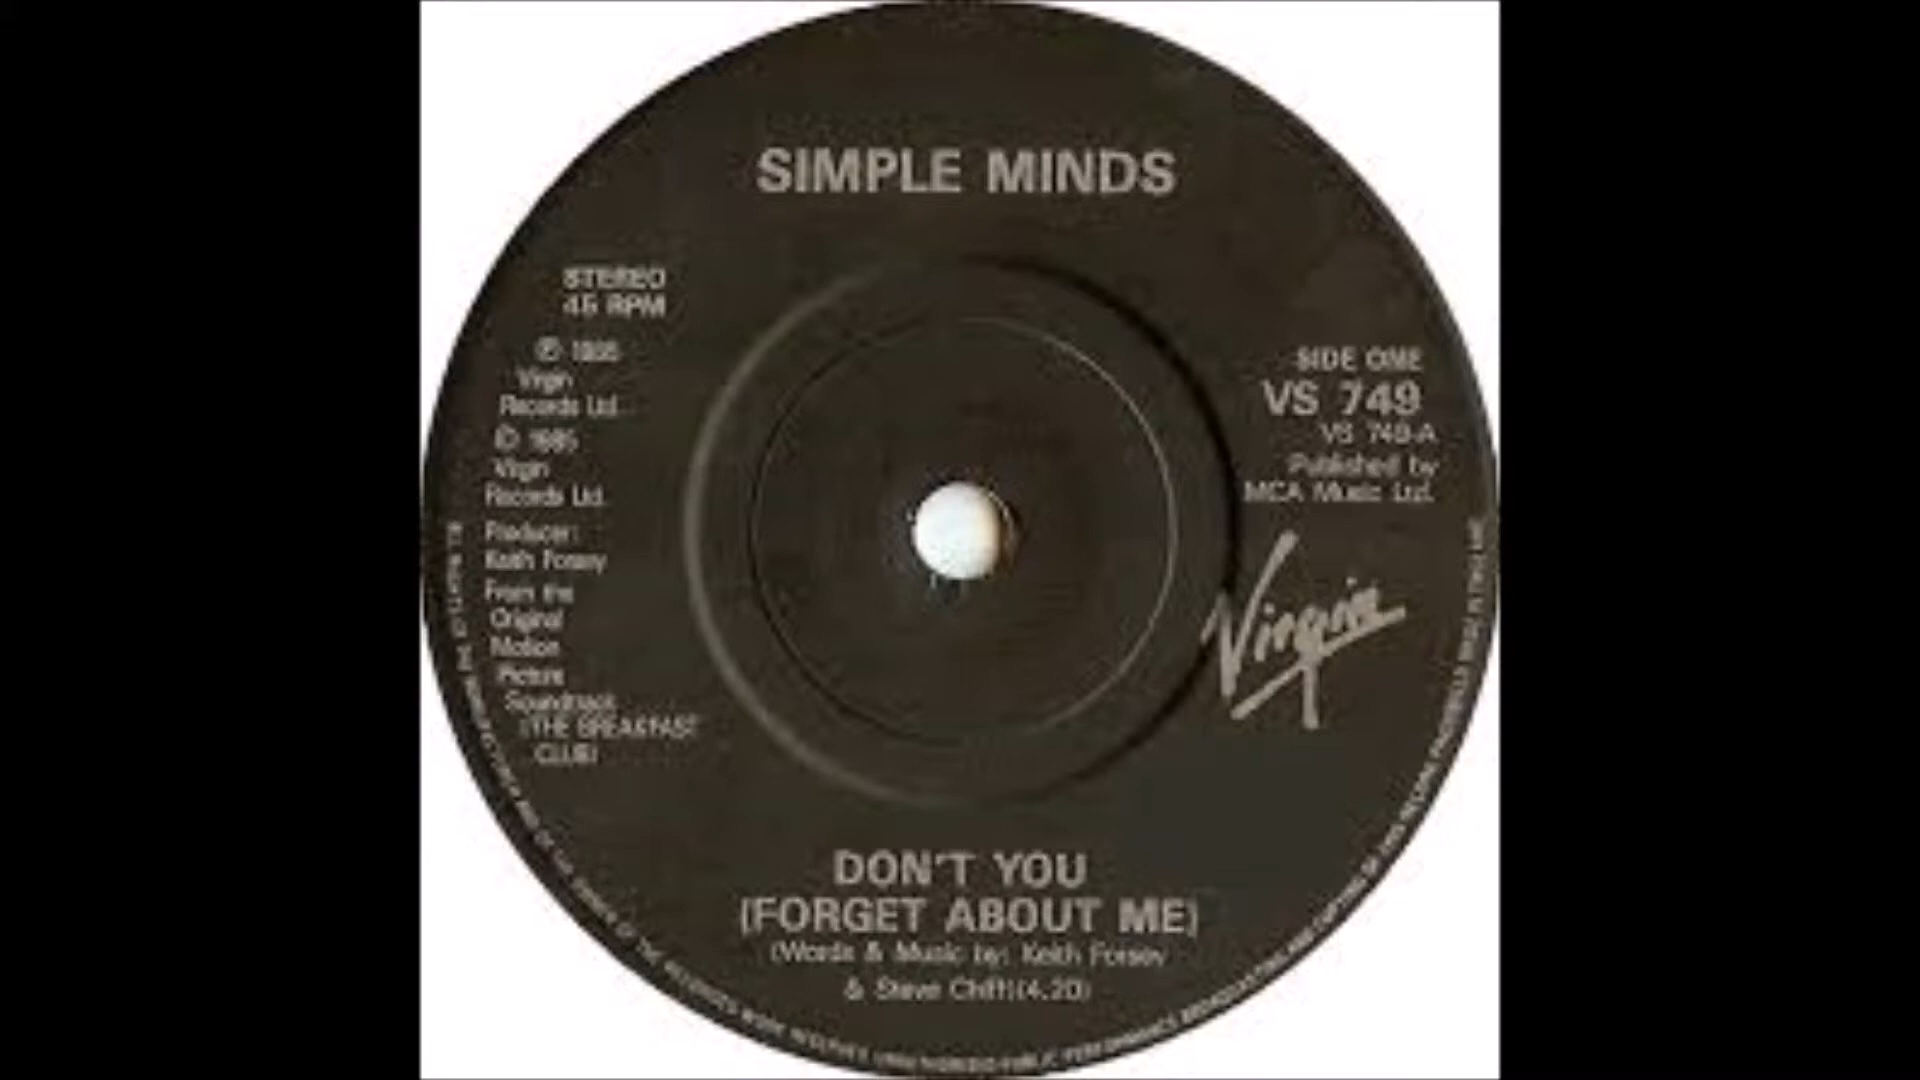 SIMPLE MINDS
STEREO
45 RPM
Ⓟ 1985
Virgin
Records Ltd.
© 1985
Virgin
Records Ltd.
Producer:
Keith Forsey
From the
Original
Motion
Picture
Soundtrack
(THE BREAKFAST
CLUB)
SIDE ONE
VS 749
VS 749-A
Published by
MCA Music Ltd.
Virgin
DON'T YOU
(FORGET ABOUT ME)
(Words & Music by: Keith Forsey
& Steve Chiff)(4.20)